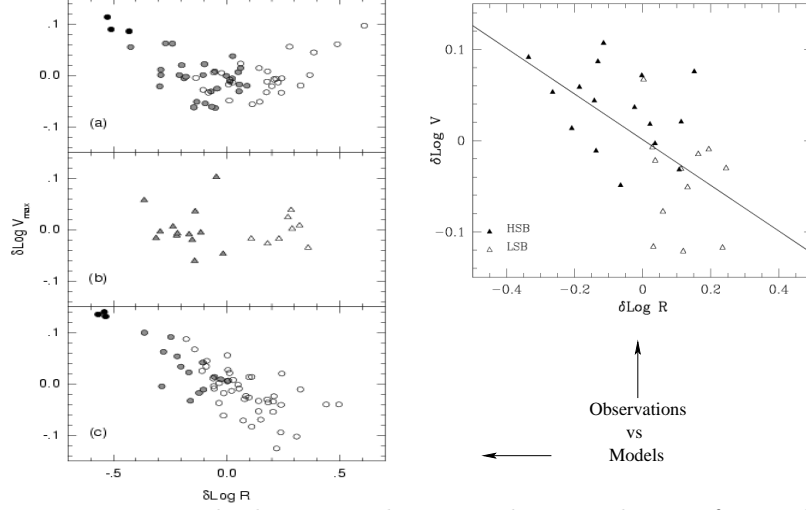 .1
0.0
-.1
(a)
.1
0.0
-.1
(b)
.1
0.0
-.1
(c)
δLog Vmax
-.5
0.0
.5
δLog R
0.1
0
−0.1
δLog V
HSB
LSB
−0.4
−0.2
0
0.2
0.4
δLog R
Observations
vs
Models